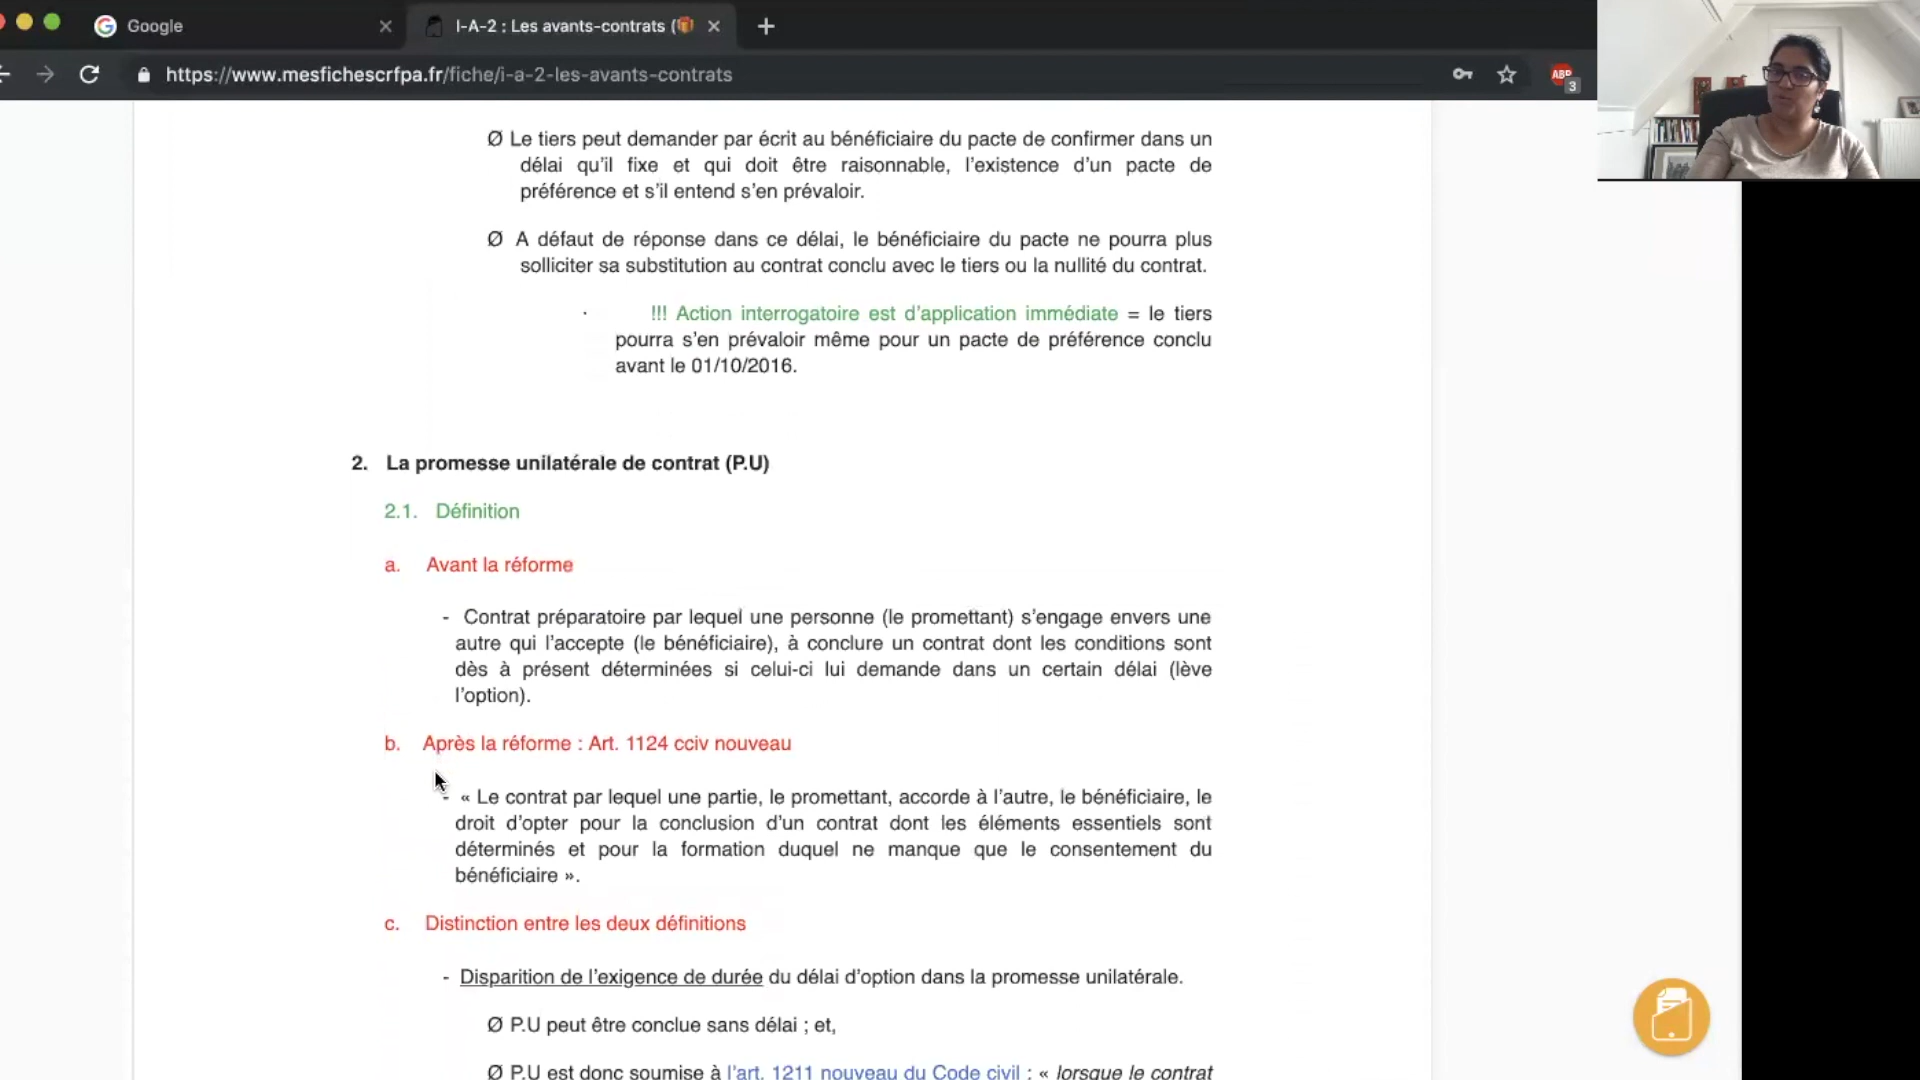 Google
I-A-2 : Les avants-contrats (
https://www.mesfichescrfpa.fr/fiche/i-a-2-les-avants-contrats
ABP
3
Ø Le tiers peut demander par écrit au bénéficiaire du pacte de confirmer dans un
délai qu'il fixe et qui doit être raisonnable, l'existence d'un pacte de
préférence et s'il entend s'en prévaloir.
Ø A défaut de réponse dans ce délai, le bénéficiaire du pacte ne pourra plus
solliciter sa substitution au contrat conclu avec le tiers ou la nullité du contrat.
· !!! Action interrogatoire est d'application immédiate = le tiers
pourra s'en prévaloir même pour un pacte de préférence conclu
avant le 01/10/2016.
2. La promesse unilatérale de contrat (P.U)
2.1. Définition
a. Avant la réforme
- Contrat préparatoire par lequel une personne (le promettant) s'engage envers une
autre qui l'accepte (le bénéficiaire), à conclure un contrat dont les conditions sont
dès à présent déterminées si celui-ci lui demande dans un certain délai (lève
l'option).
b. Après la réforme : Art. 1124 cciv nouveau
- « Le contrat par lequel une partie, le promettant, accorde à l'autre, le bénéficiaire, le
droit d'opter pour la conclusion d'un contrat dont les éléments essentiels sont
déterminés et pour la formation duquel ne manque que le consentement du
bénéficiaire ».
c. Distinction entre les deux définitions
- Disparition de l'exigence de durée du délai d'option dans la promesse unilatérale.
Ø P.U peut être conclue sans délai ; et,
Ø P.U est donc soumise à l'art. 1211 nouveau du Code civil : « lorsque le contrat